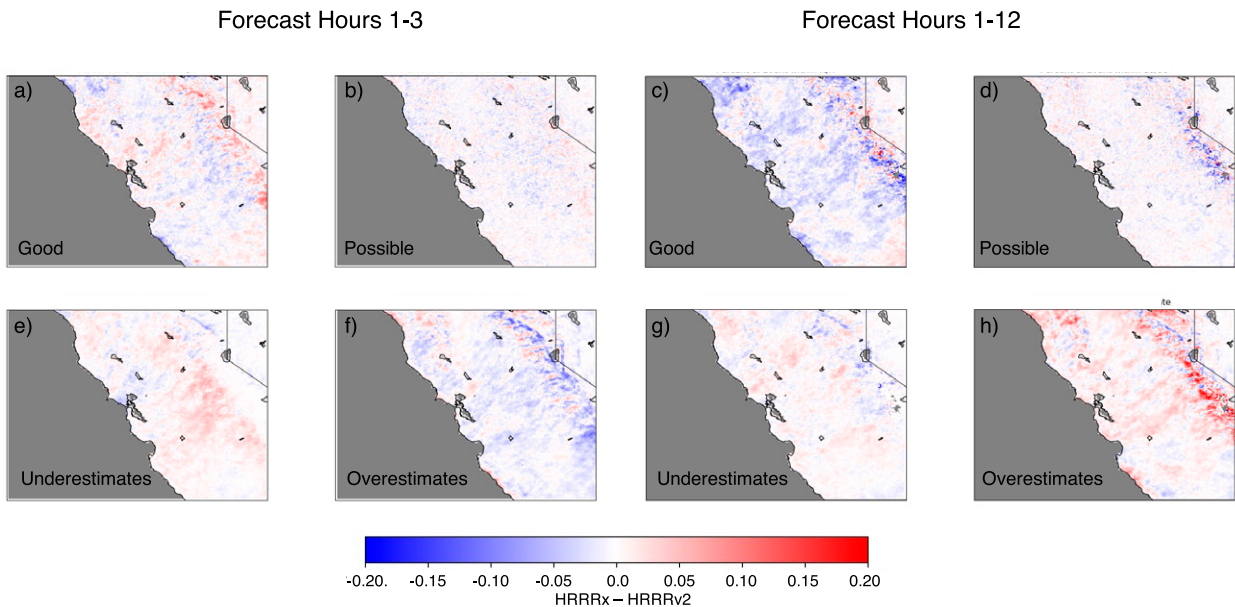 Forecast Hours 1-3
Forecast Hours 1-12
a)
b)
c)
d)
Good
Possible
Good
Possible
ite
e)
f)
g)
h)
Underestimates
Overestimates
Underestimates
Overestimates
-0.20. -0.15 -0.10 -0.05 0.0 0.05 0.10 0.15 0.20
HRRRx – HRRRv2